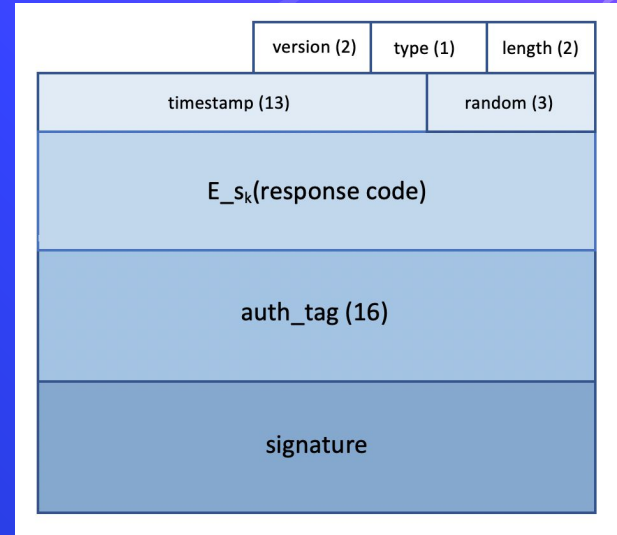 version (2) type (1) length (2)
timestamp (13) random (3)
E_sₖ(response code)
auth_tag (16)
signature